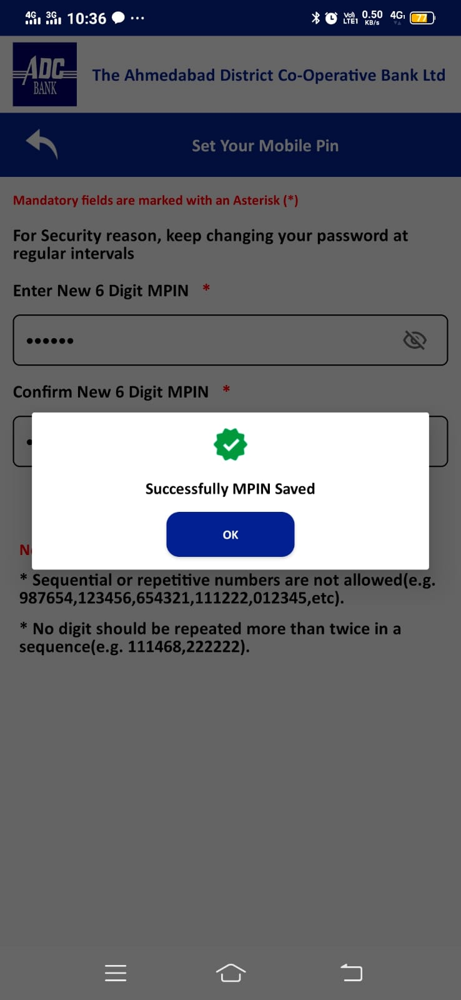 4G 3G 10:36 ... Vo) LTE1 0.50 KB/s 4G1 77
ADC
BANK
The Ahmedabad District Co-Operative Bank Ltd
Set Your Mobile Pin
Mandatory fields are marked with an Asterisk (*)
For Security reason, keep changing your password at
regular intervals
Enter New 6 Digit MPIN *
••••••
Confirm New 6 Digit MPIN *
Successfully MPIN Saved
OK
* Sequential or repetitive numbers are not allowed(e.g.
987654,123456,654321,111222,012345,etc).
* No digit should be repeated more than twice in a
sequence(e.g. 111468,222222).